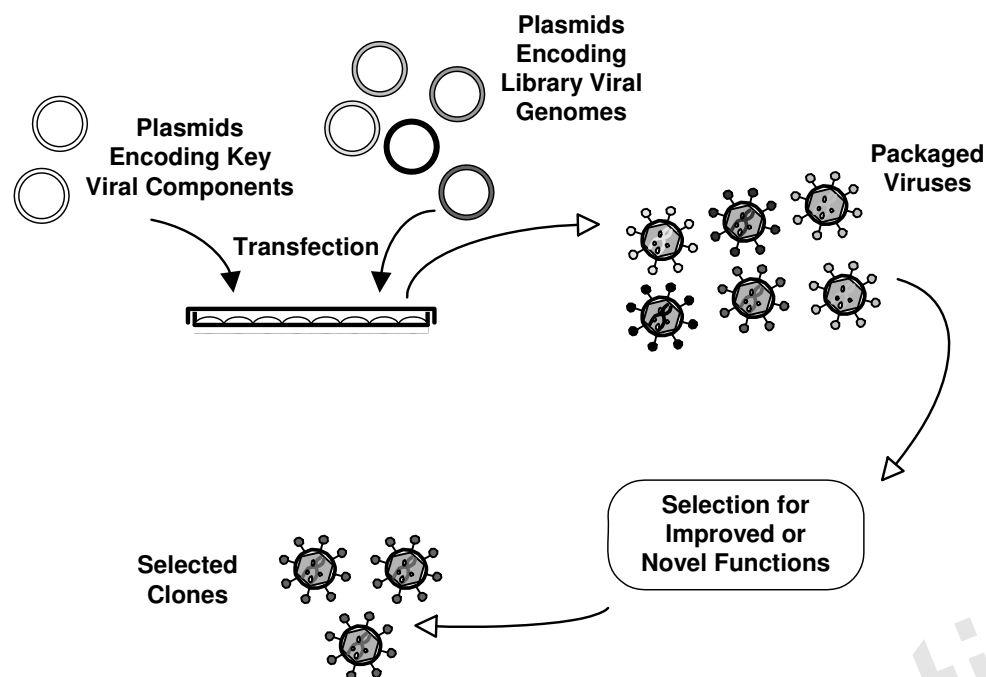 Plasmids
Encoding
Library Viral
Genomes
Plasmids
Encoding Key
Viral Components
Packaged
Viruses
Transfection
Selection for
Improved or
Novel Functions
Selected
Clones